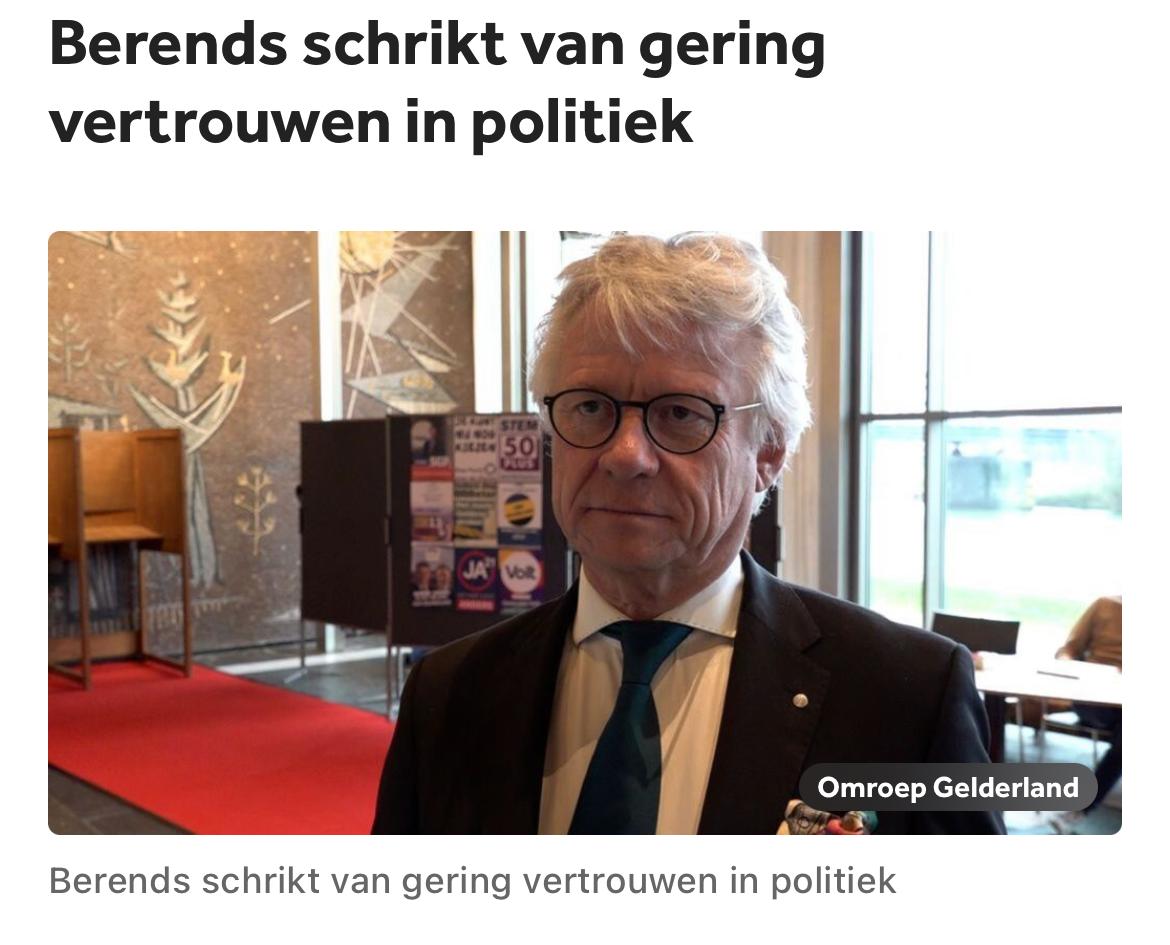 Berends schrikt van gering
vertrouwen in politiek
STEM
50
PLUS
JA21
Volt
Omroep Gelderland
Berends schrikt van gering vertrouwen in politiek